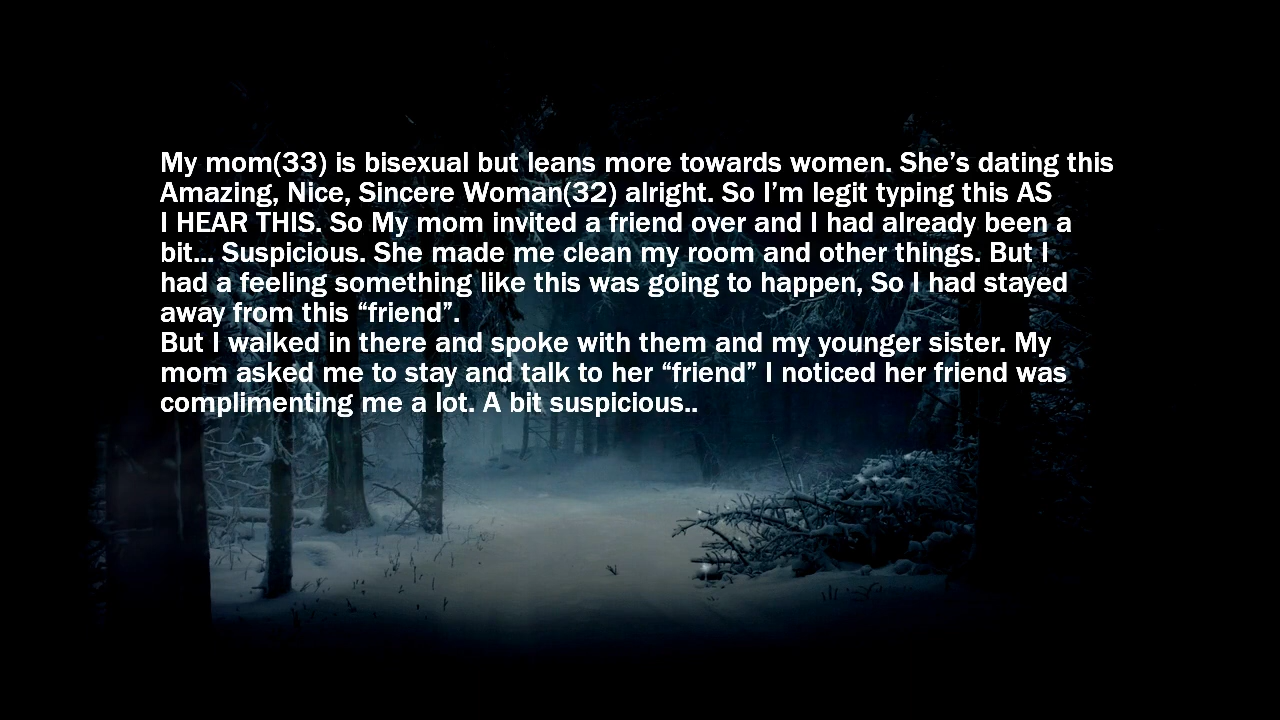 My mom(33) is bisexual but leans more towards women. She’s dating this
Amazing, Nice, Sincere Woman(32) alright. So I’m legit typing this AS
I HEAR THIS. So My mom invited a friend over and I had already been a
bit... Suspicious. She made me clean my room and other things. But I
had a feeling something like this was going to happen, So I had stayed
away from this “friend”.
But I walked in there and spoke with them and my younger sister. My
mom asked me to stay and talk to her “friend” I noticed her friend was
complimenting me a lot. A bit suspicious..